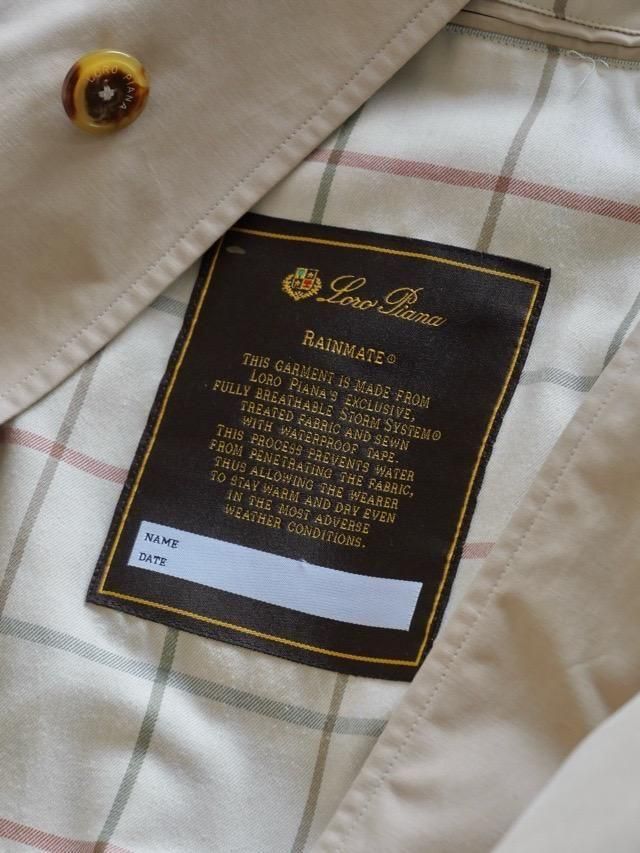 LORO PIANA
Loro Piana
RAINMATE®
THIS GARMENT IS MADE FROM
LORO PIANA'S EXCLUSIVE,
FULLY BREATHABLE STORM SYSTEM®
TREATED FABRIC AND SEWN
WITH WATERPROOF TAPE.
THIS PROCESS PREVENTS WATER
FROM PENETRATING THE FABRIC,
THUS ALLOWING THE WEARER
TO STAY WARM AND DRY EVEN
IN THE MOST ADVERSE
WEATHER CONDITIONS.
NAME
DATE